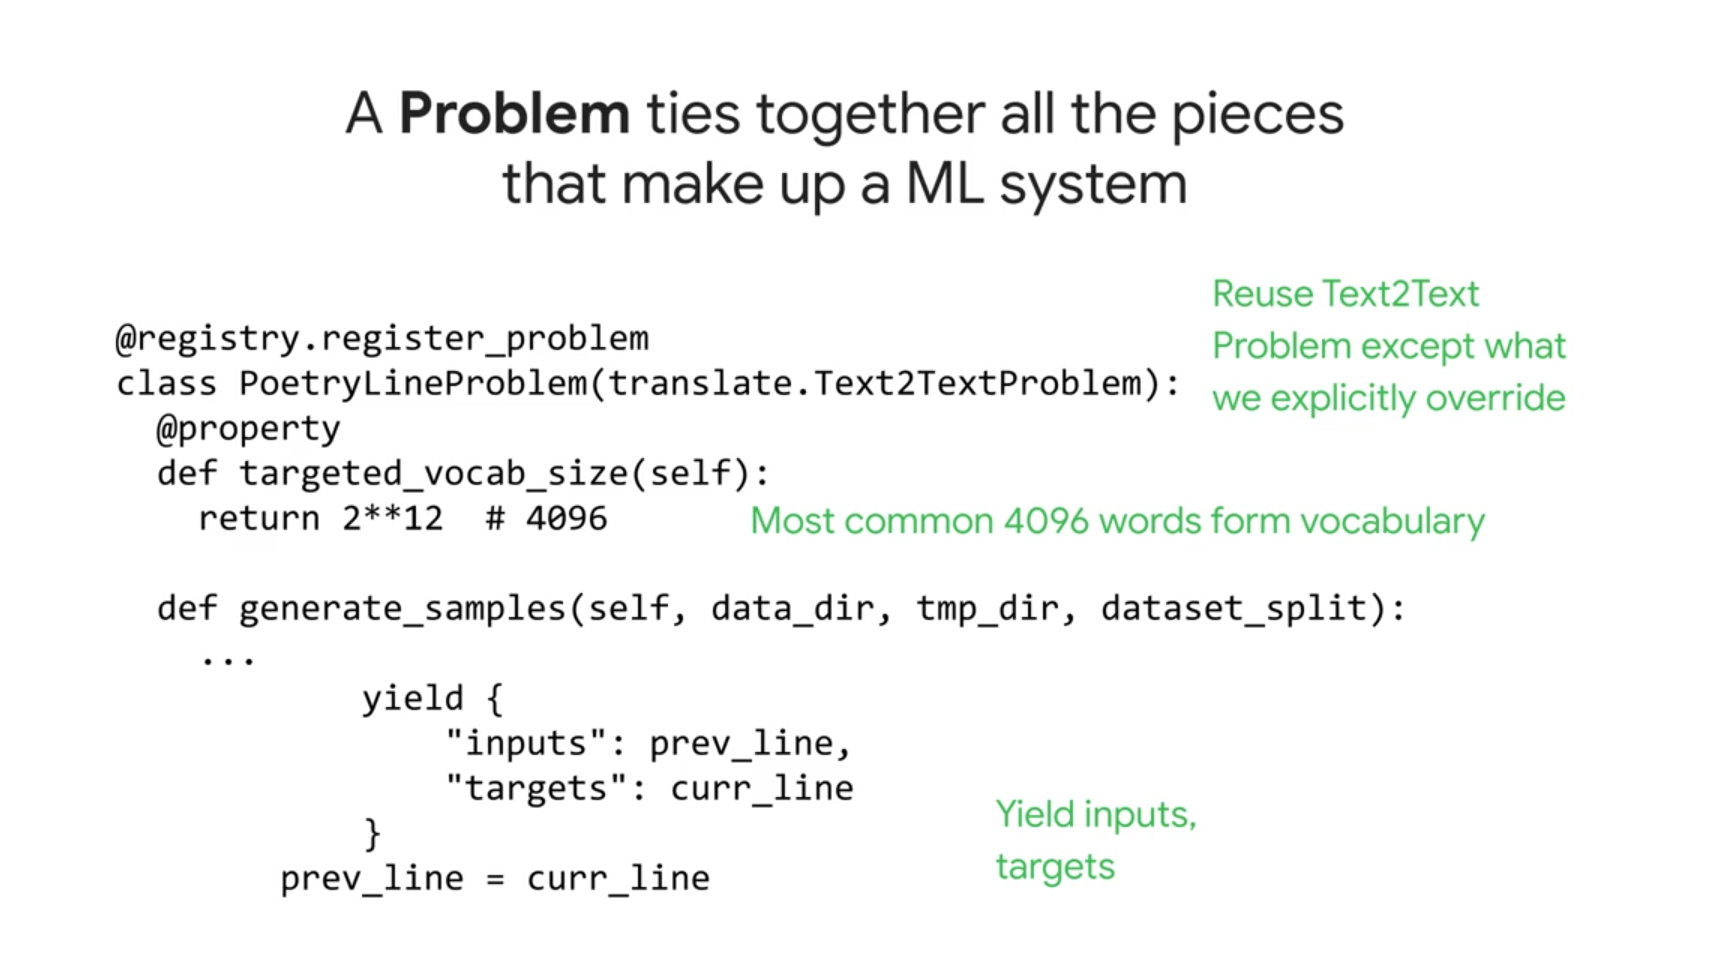 A Problem ties together all the pieces
that make up a ML system
Reuse Text2Text
Problem except what
we explicitly override
@registry.register_problem
class PoetryLineProblem(translate.Text2TextProblem):
@property
def targeted_vocab_size(self):
return 2**12  # 4096
Most common 4096 words form vocabulary
def generate_samples(self, data_dir, tmp_dir, dataset_split):
...
yield {
"inputs": prev_line,
"targets": curr_line
}
prev_line = curr_line
Yield inputs,
targets